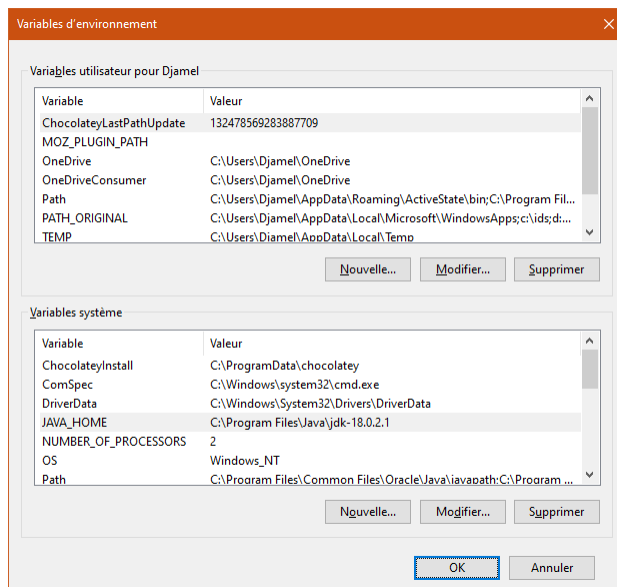 Variables d'environnement
Variables utilisateur pour Djamel
Variable Valeur
ChocolateyLastPathUpdate 132478569283887709
MOZ_PLUGIN_PATH
OneDrive C:\Users\Djamel\OneDrive
OneDriveConsumer C:\Users\Djamel\OneDrive
Path C:\Users\Djamel\AppData\Roaming\ActiveState\bin;C:\Program Fil...
PATH_ORIGINAL C:\Users\Djamel\AppData\Local\Microsoft\WindowsApps;c:\ids;d:...
TEMP C:\Users\Djamel\AppData\Local\Temp
Nouvelle... Modifier... Supprimer
Variables système
Variable Valeur
ChocolateyInstall C:\ProgramData\chocolatey
ComSpec C:\Windows\system32\cmd.exe
DriverData C:\Windows\System32\Drivers\DriverData
JAVA_HOME C:\Program Files\Java\jdk-18.0.2.1
NUMBER_OF_PROCESSORS 2
OS Windows_NT
Path C:\Program Files\Common Files\Oracle\Java\javapath;C:\Program ...
Nouvelle... Modifier... Supprimer
OK Annuler